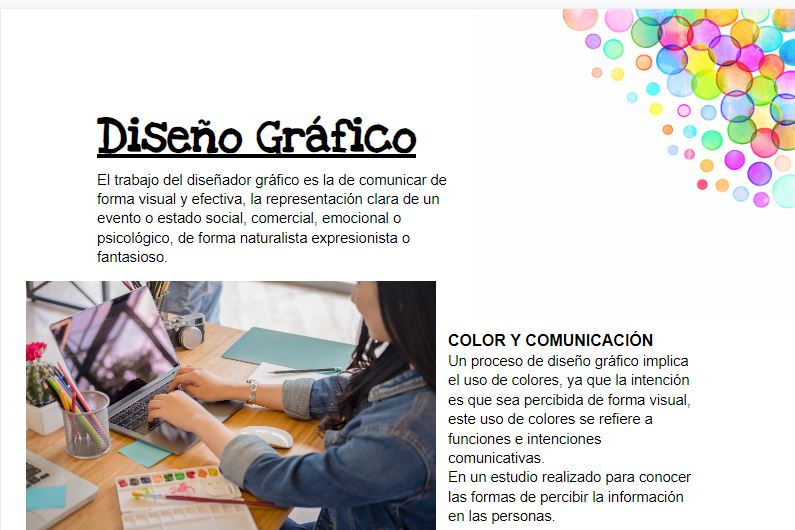 Diseño Gráfico
El trabajo del diseñador gráfico es la de comunicar de
forma visual y efectiva, la representación clara de un
evento o estado social, comercial, emocional o
psicológico, de forma naturalista expresionista o
fantasioso.
COLOR Y COMUNICACIÓN
Un proceso de diseño gráfico implica
el uso de colores, ya que la intención
es que sea percibida de forma visual,
este uso de colores se refiere a
funciones e intenciones
comunicativas.
En un estudio realizado para conocer
las formas de percibir la información
en las personas.